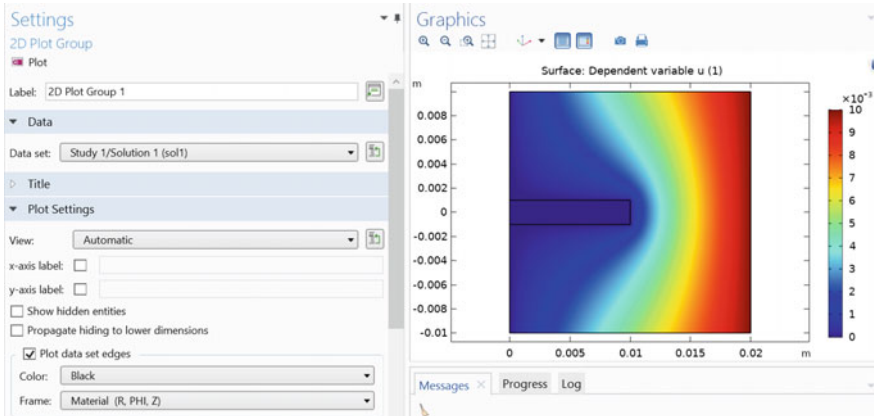 Settings
2D Plot Group
Plot
Label: 2D Plot Group 1
Data
Data set: Study 1/Solution 1 (sol1)
Title
Plot Settings
View: Automatic
x-axis label:
y-axis label:
Show hidden entities
Propagate hiding to lower dimensions
Plot data set edges
Color: Black
Frame: Material (R, PHI, Z)
Graphics
Surface: Dependent variable u (1)
m
0.008
0.006
0.004
0.002
0
-0.002
-0.004
-0.006
-0.008
-0.01
0 0.005 0.01 0.015 0.02 m
×10⁻³
10
9
8
7
6
5
4
3
2
1
0
Messages Progress Log